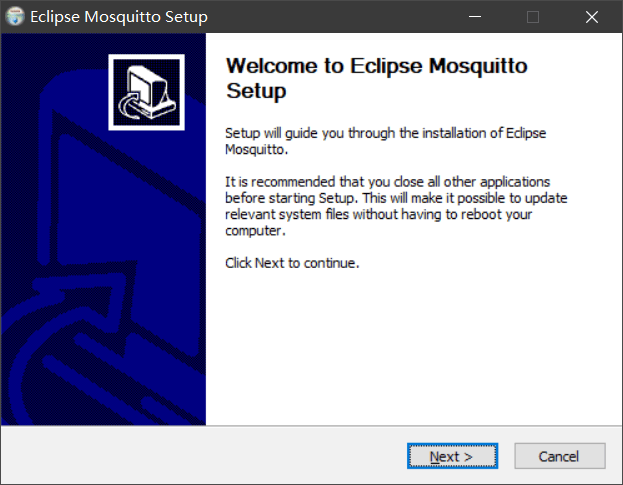 Eclipse Mosquitto Setup
Welcome to Eclipse Mosquitto
Setup
Setup will guide you through the installation of Eclipse
Mosquitto.
It is recommended that you close all other applications
before starting Setup. This will make it possible to update
relevant system files without having to reboot your
computer.
Click Next to continue.
Next >
Cancel